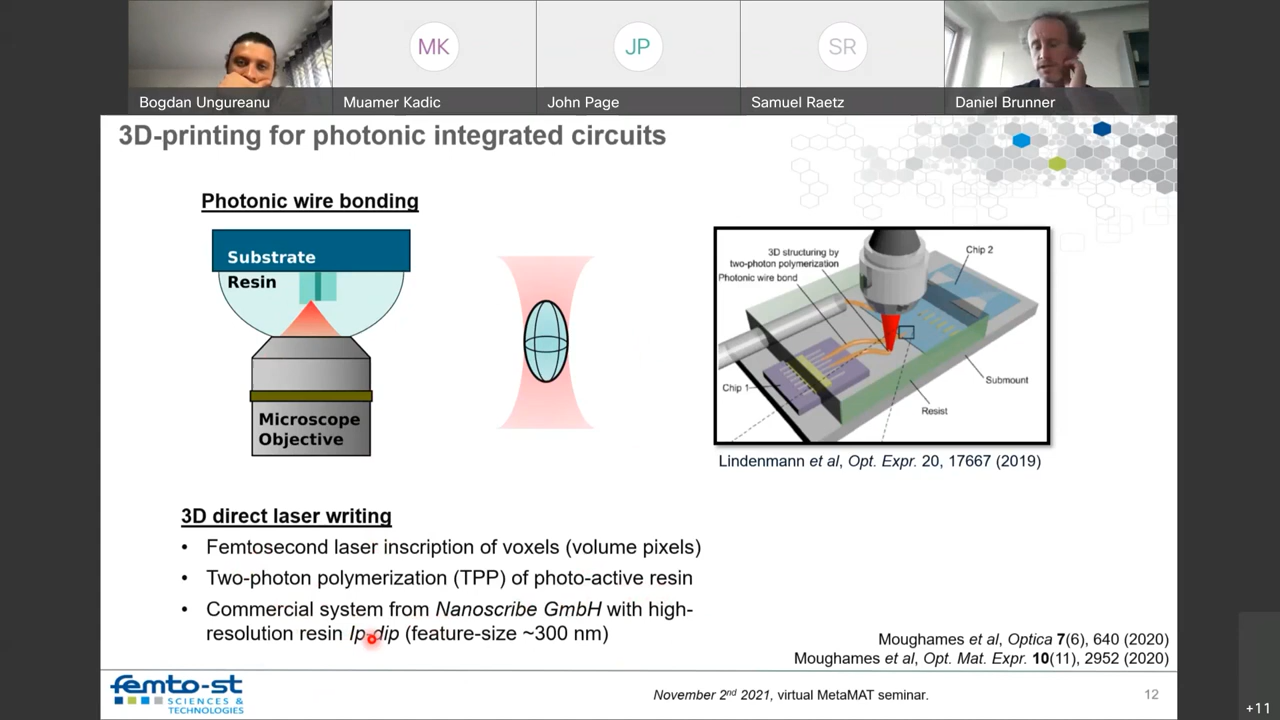 MK
JP
SR
Bogdan Ungureanu
Muamer Kadic
John Page
Samuel Raetz
Daniel Brunner
3D-printing for photonic integrated circuits
Photonic wire bonding
Substrate
Resin
Microscope
Objective
3D structuring by
two-photon polymerization
Photonic wire bond
Chip 2
Chip 1
Submount
Resist
Lindenmann et al, Opt. Expr. 20, 17667 (2019)
3D direct laser writing
• Femtosecond laser inscription of voxels (volume pixels)
• Two-photon polymerization (TPP) of photo-active resin
• Commercial system from Nanoscribe GmbH with high-
resolution resin Ip-dip (feature-size ~300 nm)
Moughames et al, Optica 7(6), 640 (2020)
Moughames et al, Opt. Mat. Expr. 10(11), 2952 (2020)
femto-st
SCIENCES &
TECHNOLOGIES
November 2nd 2021, virtual MetaMAT seminar.
12
+11